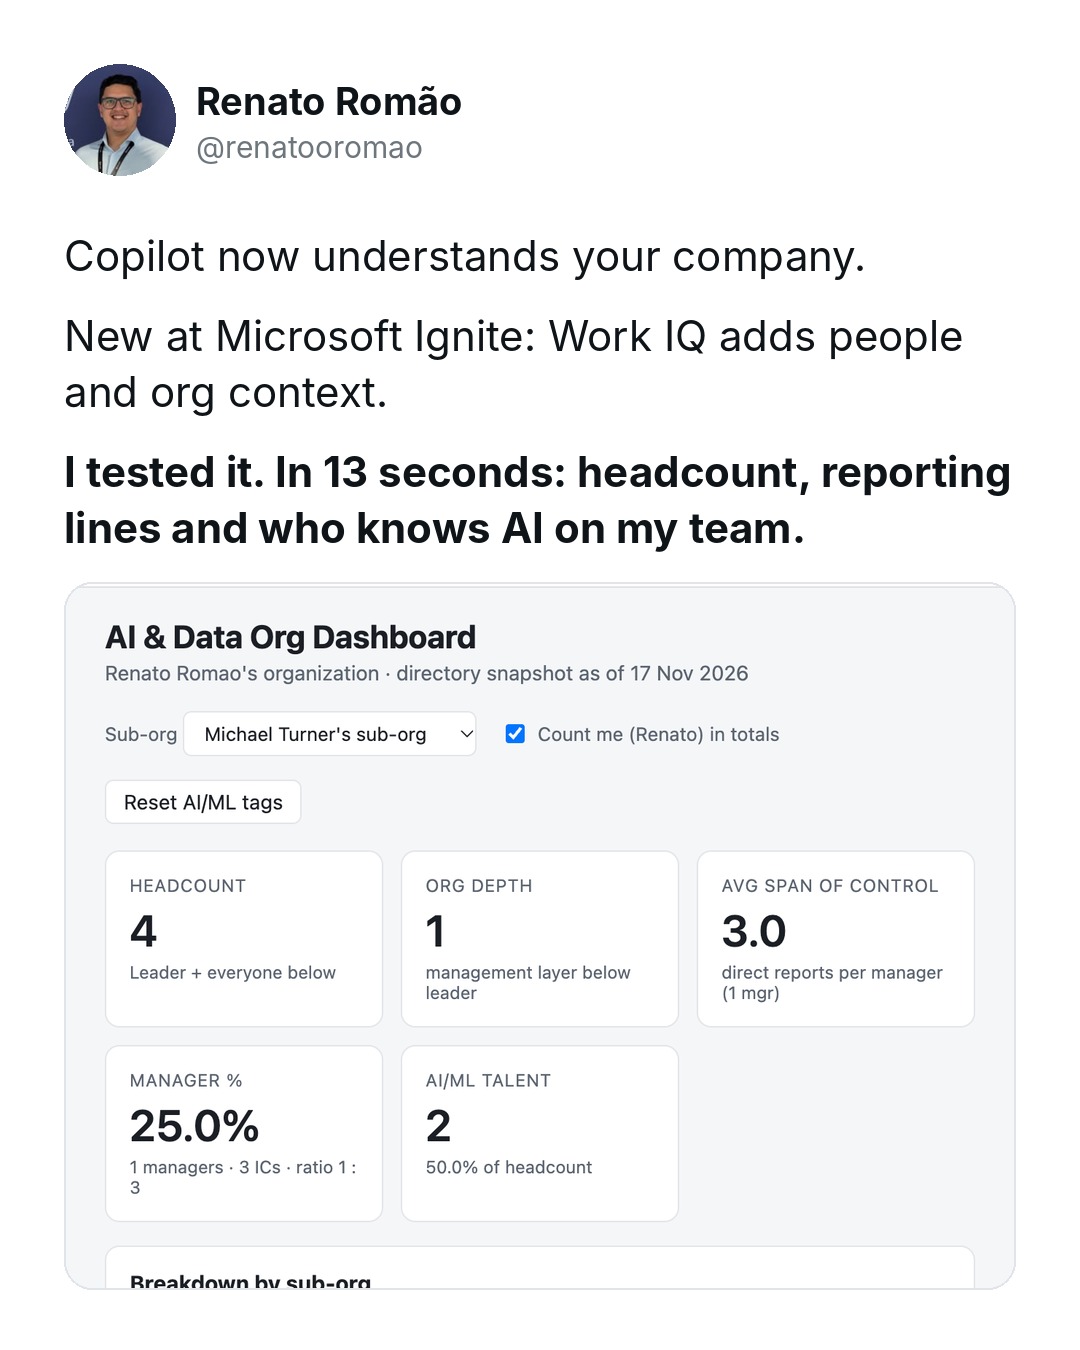 Renato Romão
@renatooromao
Copilot now understands your company.
New at Microsoft Ignite: Work IQ adds people
and org context.
I tested it. In 13 seconds: headcount, reporting
lines and who knows AI on my team.
AI & Data Org Dashboard
Renato Romao's organization · directory snapshot as of 17 Nov 2026
Sub-org Michael Turner's sub-org Count me (Renato) in totals
Reset AI/ML tags
HEADCOUNT
4
Leader + everyone below
ORG DEPTH
1
management layer below
leader
AVG SPAN OF CONTROL
3.0
direct reports per manager
(1 mgr)
MANAGER %
25.0%
1 managers · 3 ICs · ratio 1 :
3
AI/ML TALENT
2
50.0% of headcount
Breakdown by sub-org